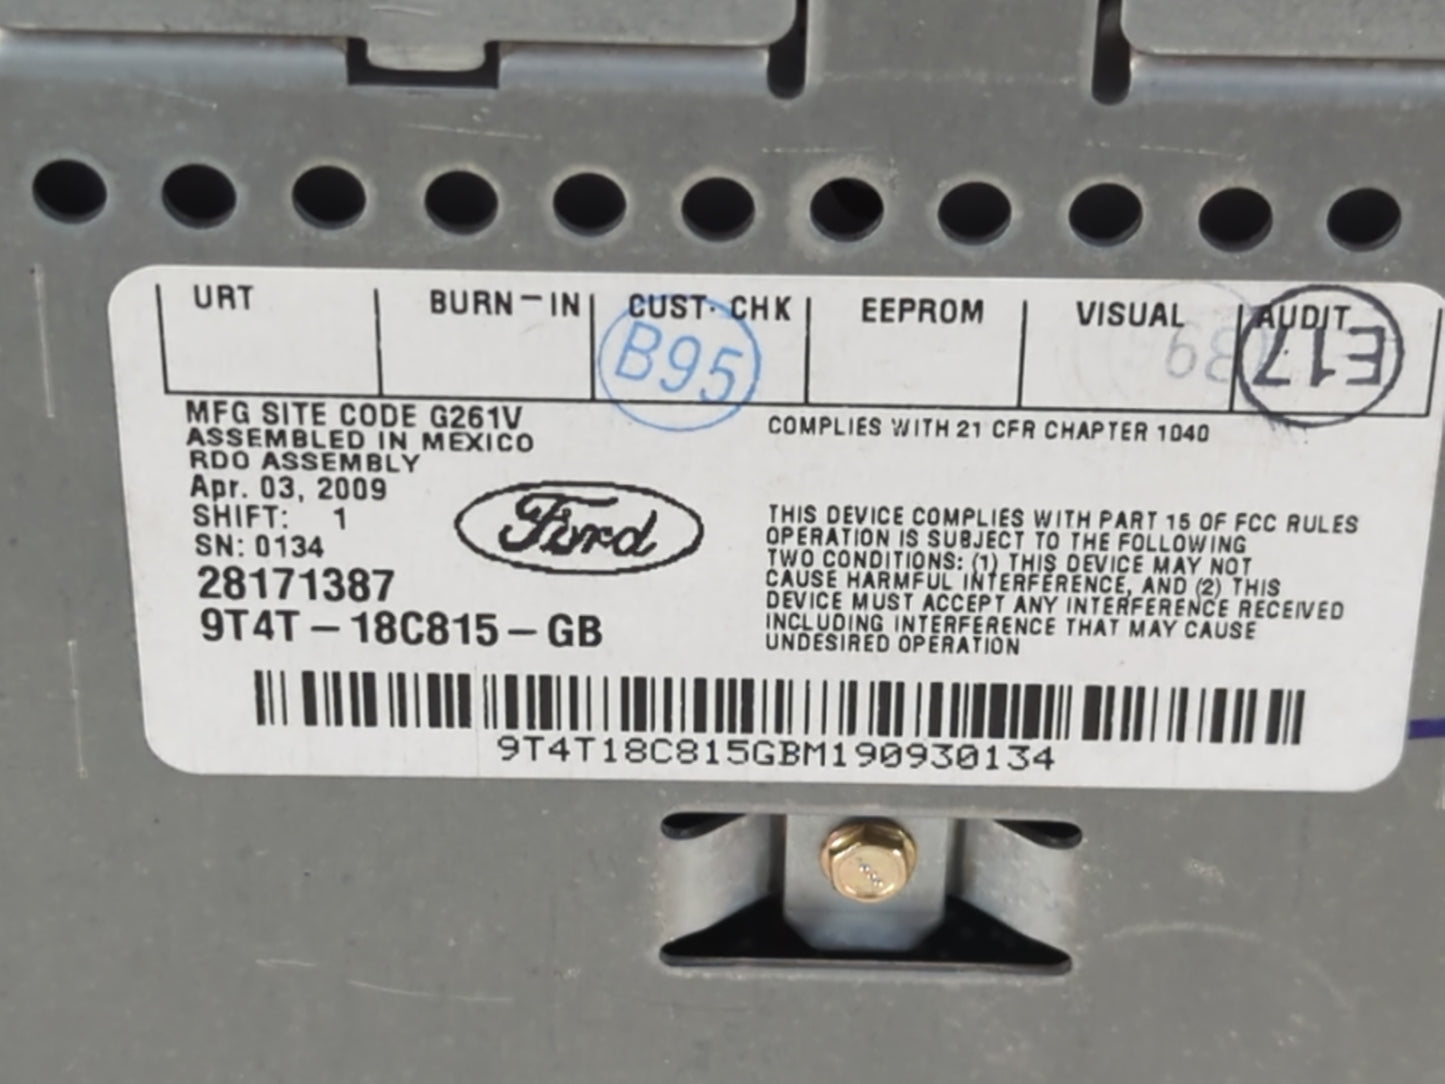 URT BURN-IN CUST. CHK EEPROM VISUAL AUDIT
B95
E17
MFG SITE CODE G261V
ASSEMBLED IN MEXICO
RDO ASSEMBLY
Apr. 03, 2009
SHIFT: 1
SN: 0134
28171387
9T4T-18C815-GB
Ford
COMPLIES WITH 21 CFR CHAPTER 1040
THIS DEVICE COMPLIES WITH PART 15 OF FCC RULES
OPERATION IS SUBJECT TO THE FOLLOWING
TWO CONDITIONS: (1) THIS DEVICE MAY NOT
CAUSE HARMFUL INTERFERENCE, AND (2) THIS
DEVICE MUST ACCEPT ANY INTERFERENCE RECEIVED
INCLUDING INTERFERENCE THAT MAY CAUSE
UNDESIRED OPERATION
9T4T18C815GBM190930134